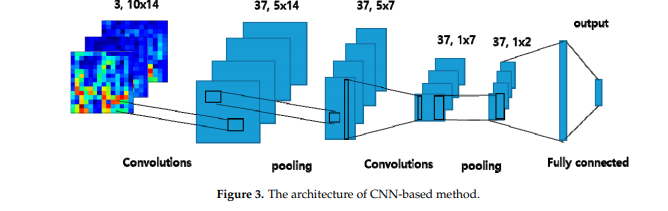 3, 10x14
37, 5x14
37, 5x7
37, 1x7
37, 1x2
output
Convolutions
pooling
Convolutions
pooling
Fully connected
Figure 3. The architecture of CNN-based method.